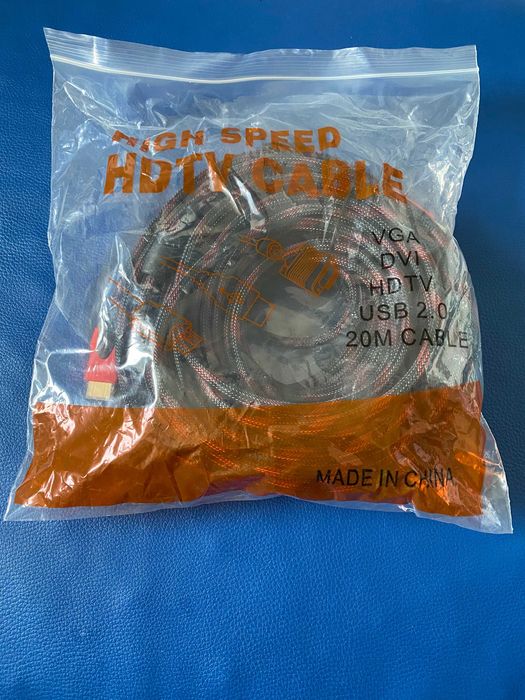 HIGH SPEED
HDTV CABLE
VGA
DVI
HDTV
USB 2.0
20M CABLE
MADE IN CHINA